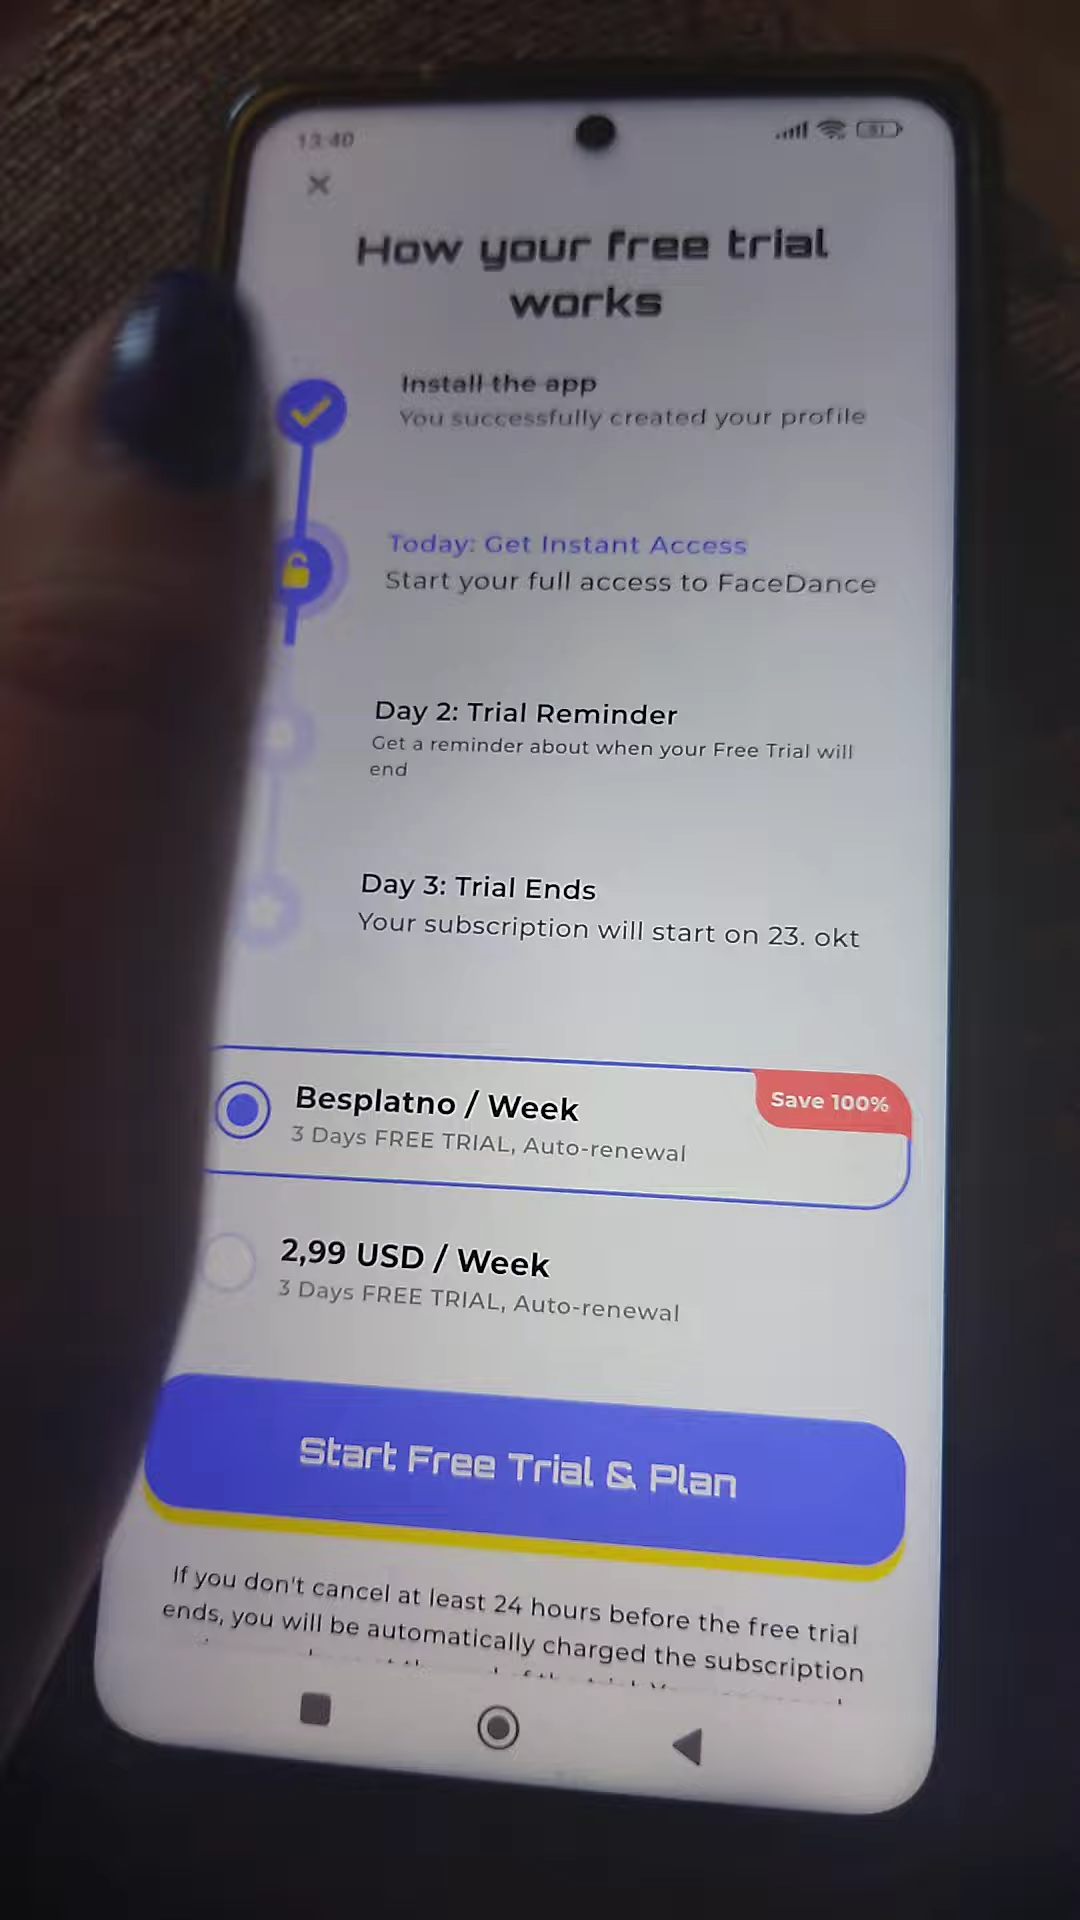 13:40
51
How your free trial
works
Install the app
You successfully created your profile
Today: Get Instant Access
Start your full access to FaceDance
Day 2: Trial Reminder
Get a reminder about when your Free Trial will
end
Day 3: Trial Ends
Your subscription will start on 23. okt
Save 100%
Besplatno / Week
3 Days FREE TRIAL, Auto-renewal
2,99 USD / Week
3 Days FREE TRIAL, Auto-renewal
Start Free Trial & Plan
If you don't cancel at least 24 hours before the free trial
ends, you will be automatically charged the subscription